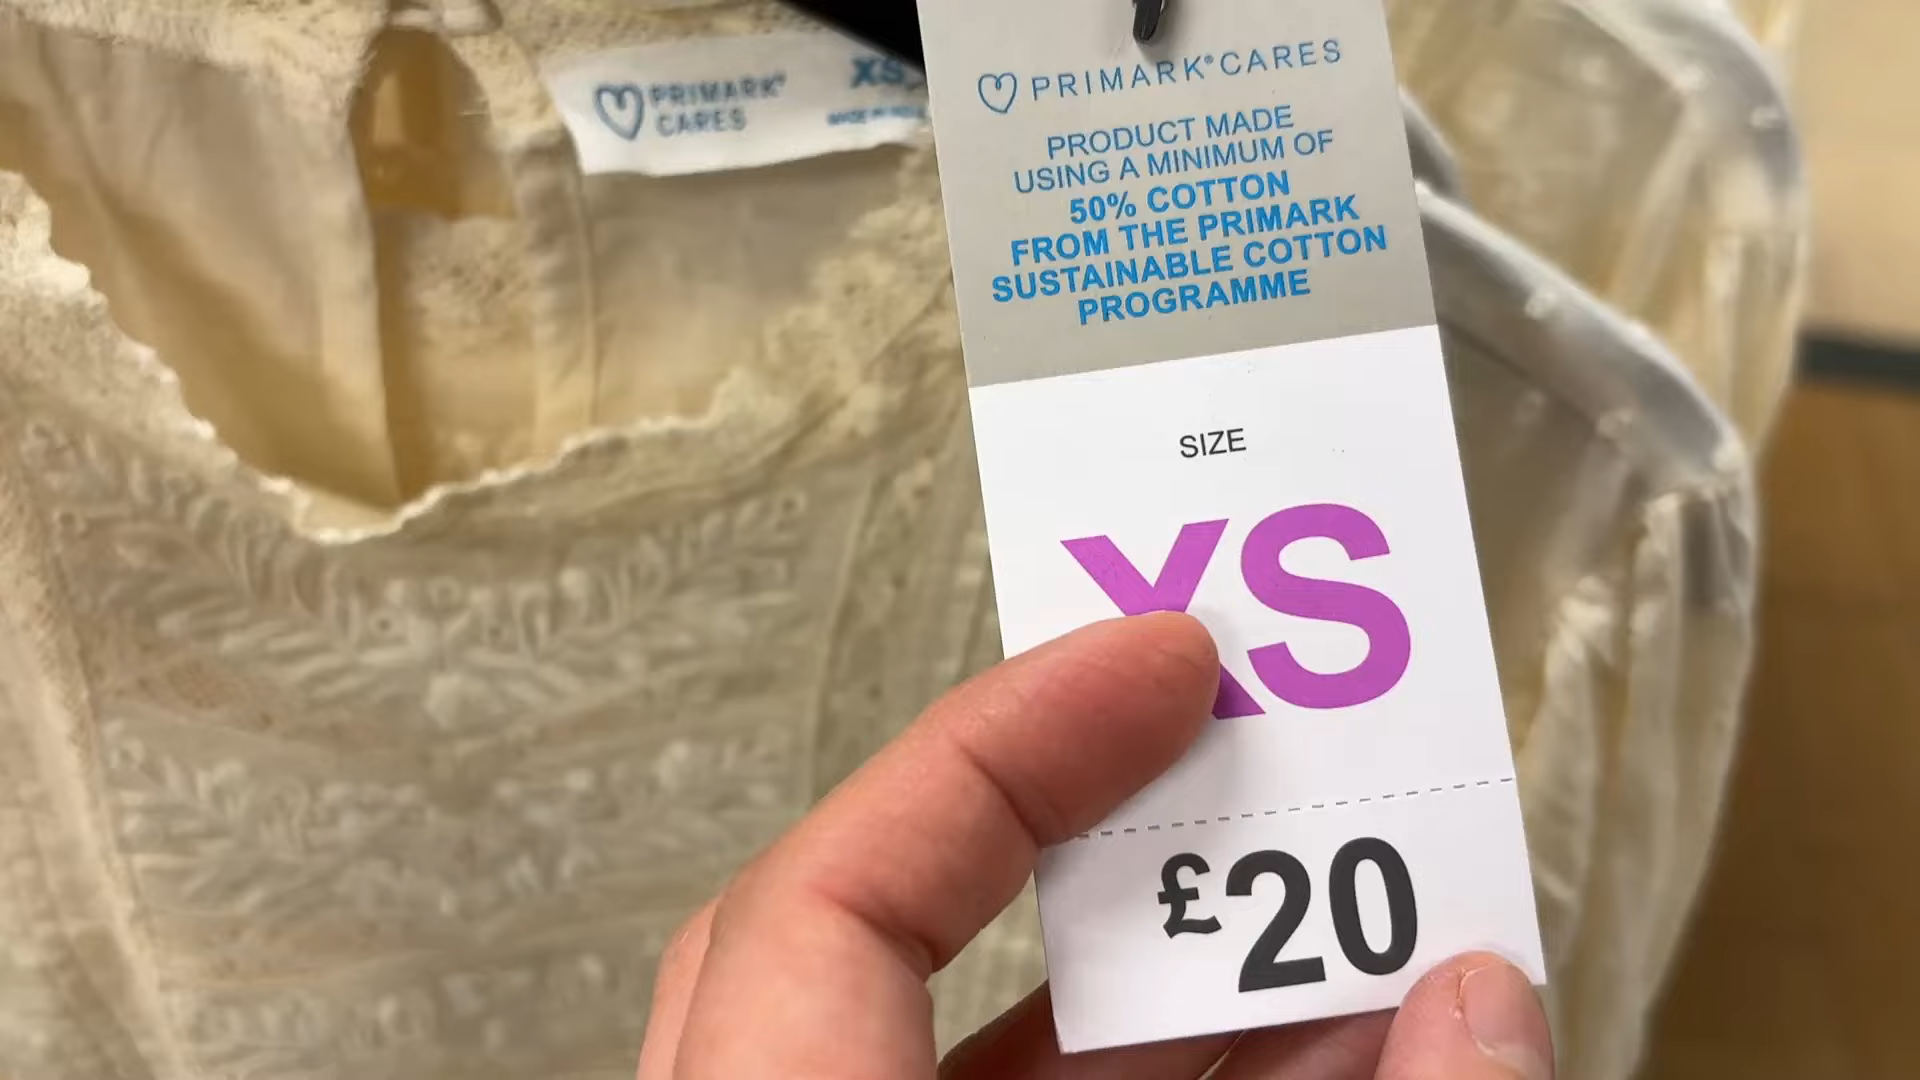 PRIMARK®
CARES
XS
PRIMARK® CARES
PRODUCT MADE
USING A MINIMUM OF
50% COTTON
FROM THE PRIMARK
SUSTAINABLE COTTON
PROGRAMME
SIZE
XS
£20